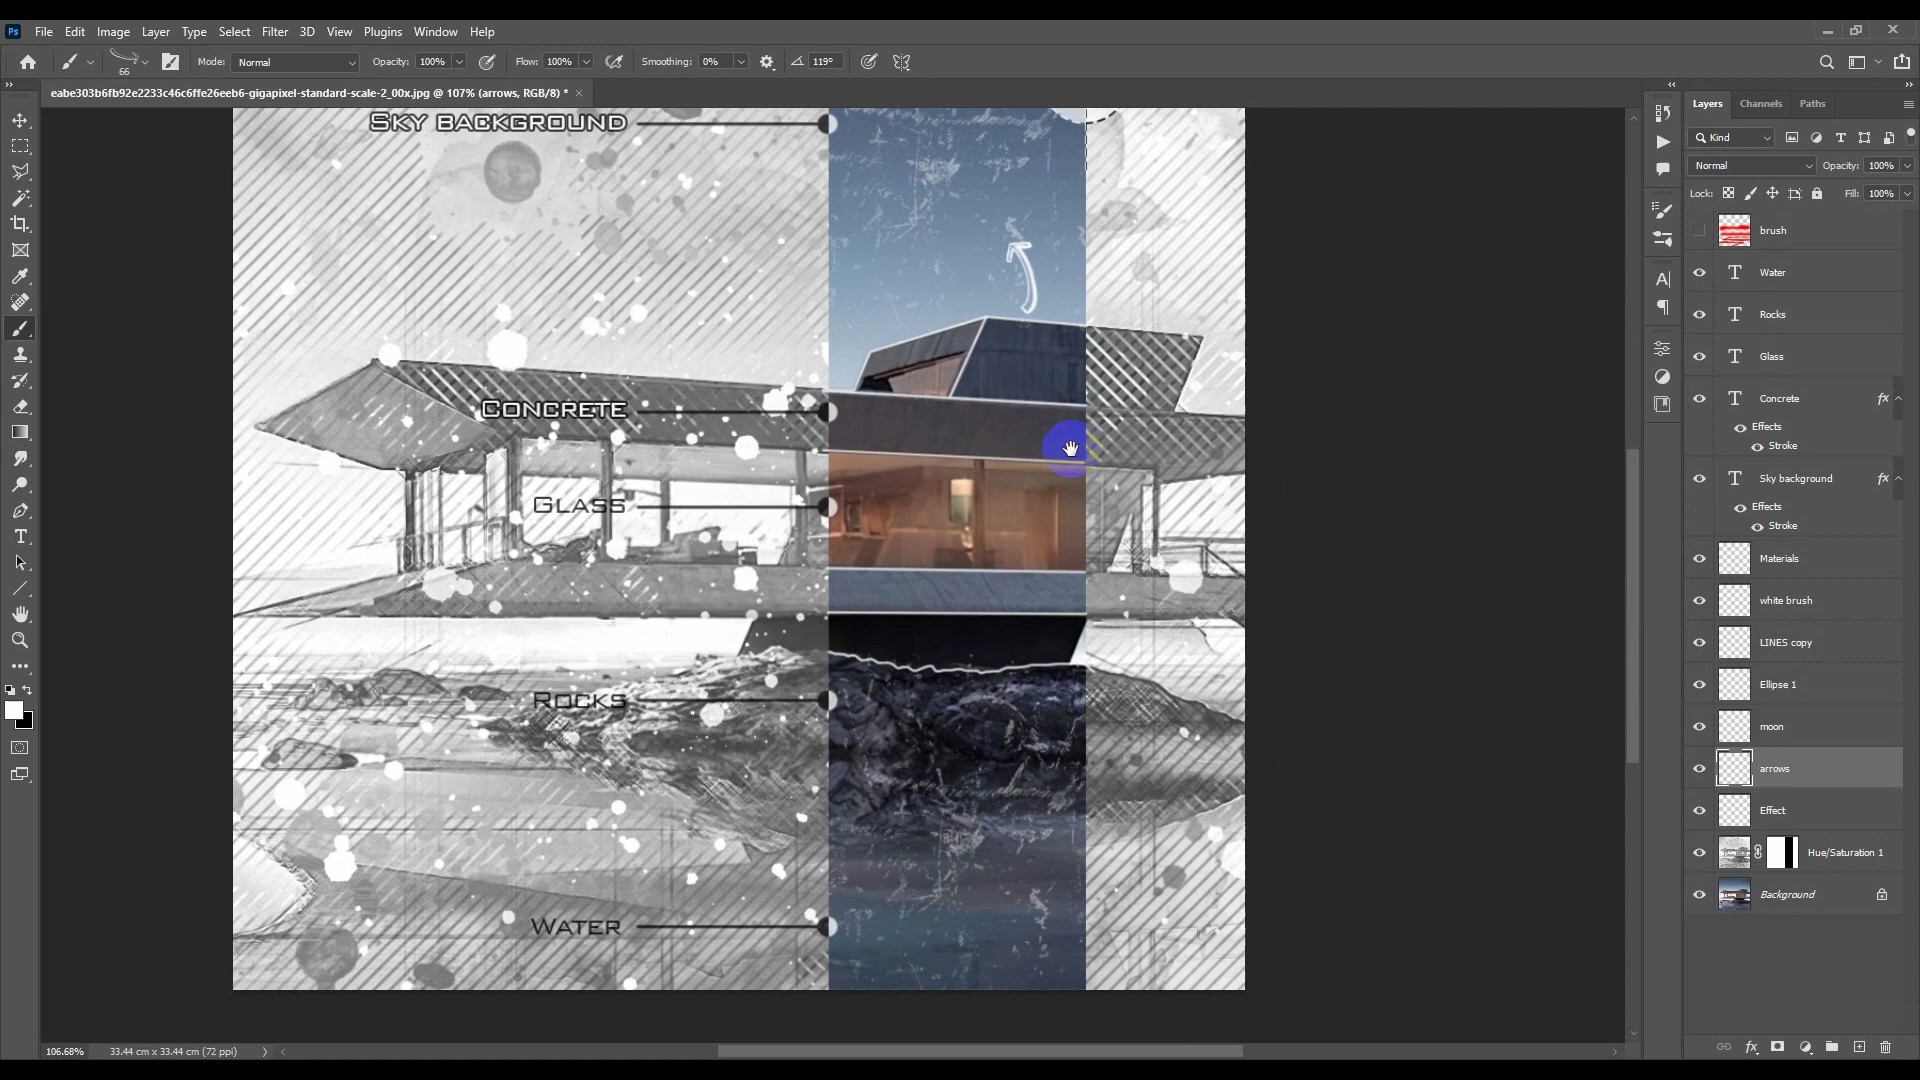 Ps File Edit Image Layer Type Select Filter 3D View Plugins Window Help
66 Mode: Normal Opacity: 100% Flow: 100% Smoothing: 0% 119°
eabe303b6fb92e2233c46c6ffe26eeb6-gigapixel-standard-scale-2_00x.jpg @ 107% (arrows, RGB/8) *
Layers Channels Paths
Kind
Normal Opacity: 100%
Lock: Fill: 100%
brush
Water
Rocks
Glass
Concrete fx
Effects
Stroke
Sky background fx
Effects
Stroke
Materials
white brush
LINES copy
Ellipse 1
moon
arrows
Effect
Hue/Saturation 1
Background
Sky background
Concrete
Glass
Rocks
Water
106.68% 33.44 cm x 33.44 cm (72 ppi)